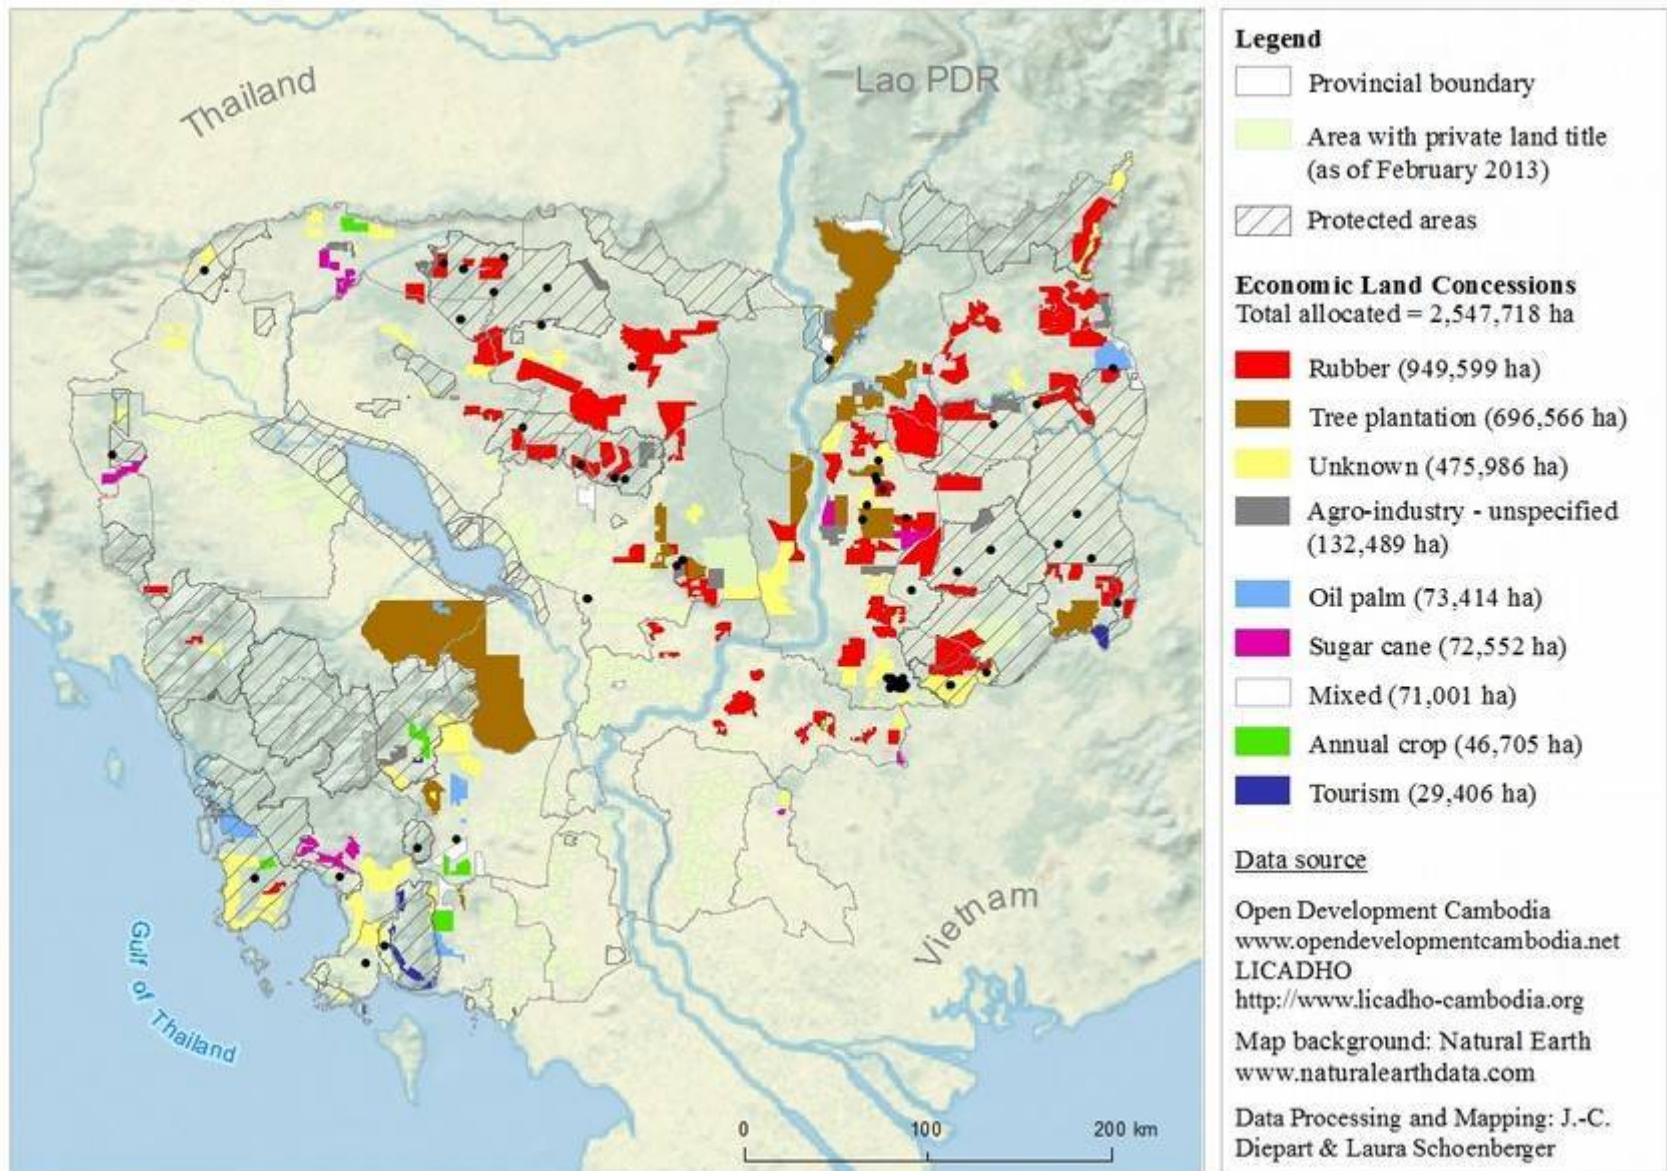 Thailand
Lao PDR
Vietnam
Gulf of Thailand
0 100 200 km
Legend
Provincial boundary
Area with private land title
(as of February 2013)
Protected areas
Economic Land Concessions
Total allocated = 2,547,718 ha
Rubber (949,599 ha)
Tree plantation (696,566 ha)
Unknown (475,986 ha)
Agro-industry - unspecified
(132,489 ha)
Oil palm (73,414 ha)
Sugar cane (72,552 ha)
Mixed (71,001 ha)
Annual crop (46,705 ha)
Tourism (29,406 ha)
Data source
Open Development Cambodia
www.opendevelopmentcambodia.net
LICADHO
http://www.licadho-cambodia.org
Map background: Natural Earth
www.naturalearthdata.com
Data Processing and Mapping: J.-C.
Diepart & Laura Schoenberger